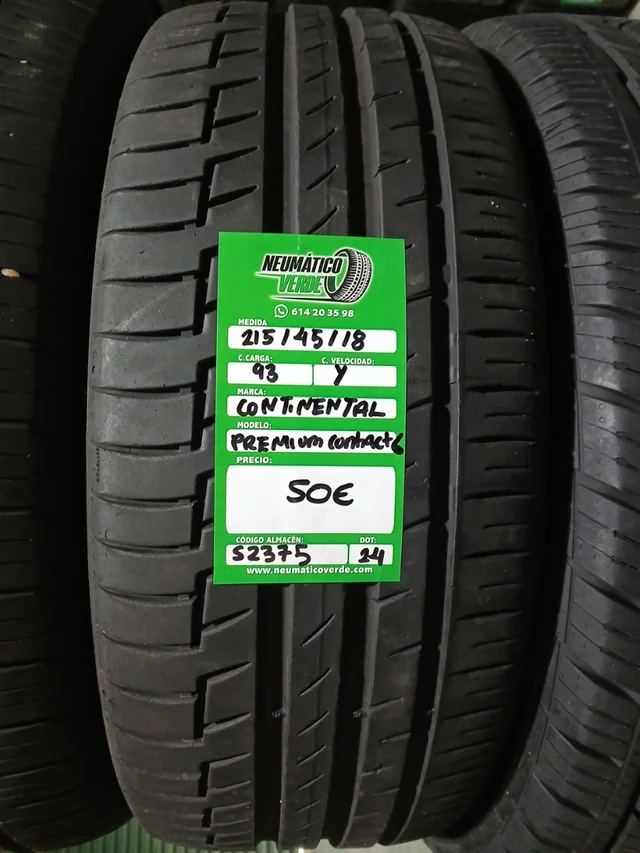 NEUMÁTICO
VERDE
614 20 35 98
MEDIDA
215/45/18
C.CARGA: C. VELOCIDAD:
93 Y
MARCA:
CONTINENTAL
MODELO:
PREMIUM contact 6
PRECIO:
50€
CÓDIGO ALMACÉN: DOT:
S2375 24
www.neumaticoverde.com